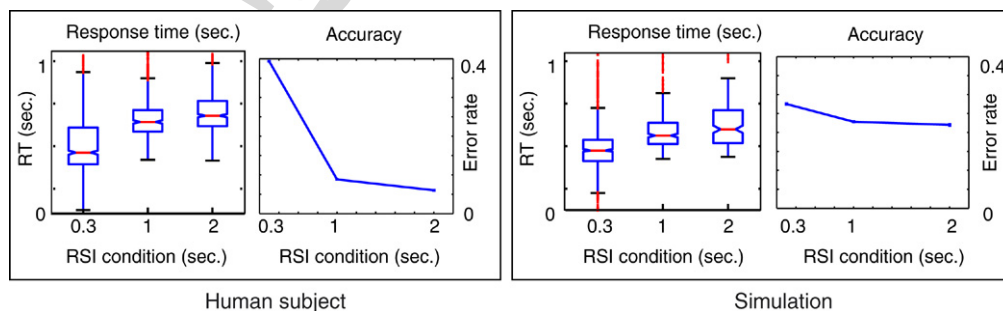 Response time (sec.)
Accuracy
1
RT (sec.)
0
0.3
1
2
RSI condition (sec.)
0.4
Error rate
0
0.3
1
2
RSI condition (sec.)
Human subject
Response time (sec.)
Accuracy
1
RT (sec.)
0
0.3
1
2
RSI condition (sec.)
0.4
Error rate
0
0.3
1
2
RSI condition (sec.)
Simulation